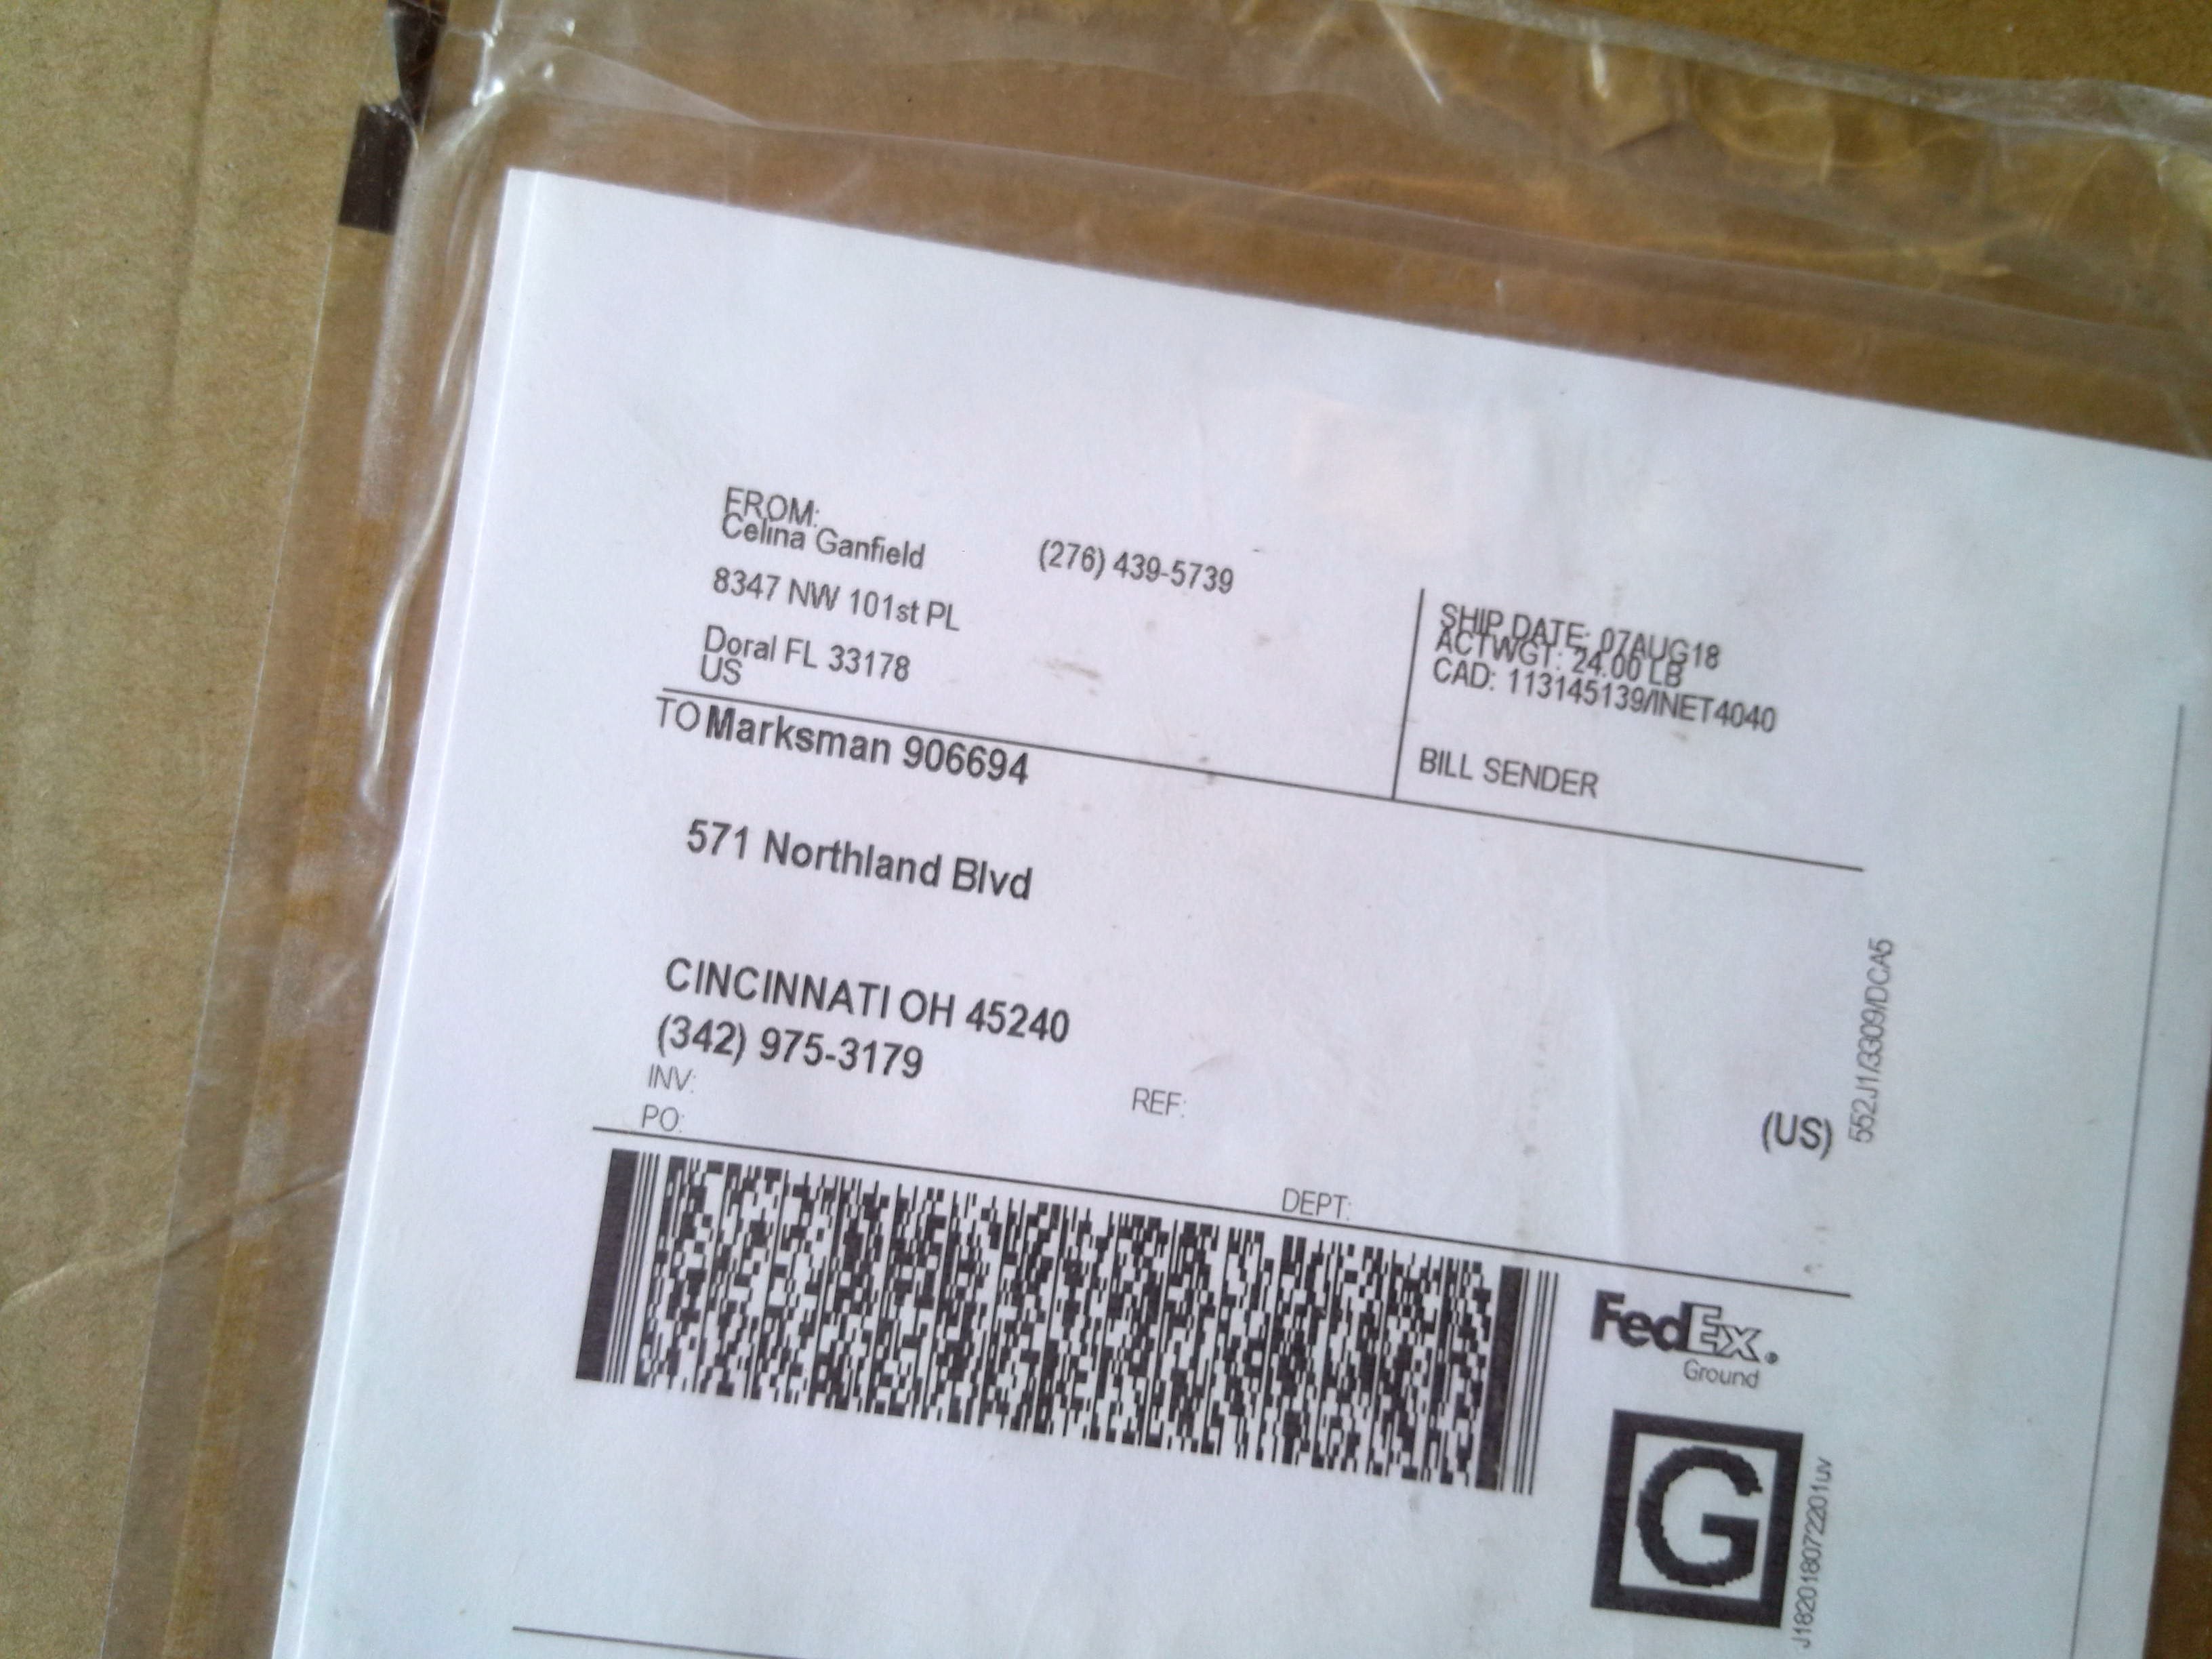 FROM:
Celina Ganfield (276) 439-5739
8347 NW 101st PL
Doral FL 33178
US
SHIP DATE: 07AUG18
ACTWGT: 24.00 LB
CAD: 113145139/INET4040
BILL SENDER
TO Marksman 906694
571 Northland Blvd
CINCINNATI OH 45240
(342) 975-3179
INV:
REF:
PO:
DEPT:
(US)
552J1/3309/DCA5
FedEx®
Ground
G
J182018072201uv